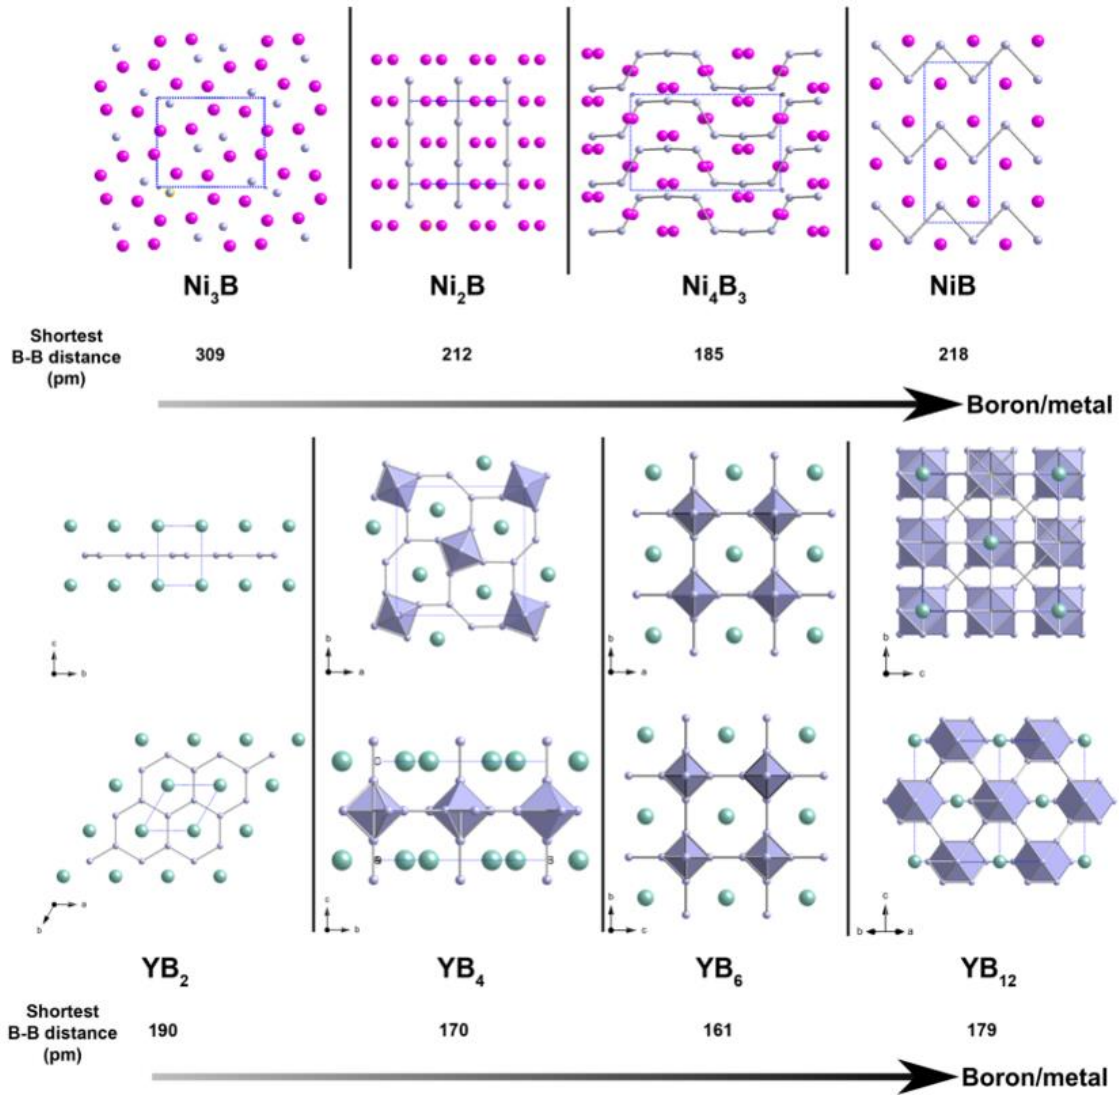 Ni3B Ni2B Ni4B3 NiB
Shortest
B-B distance
(pm)
309 212 185 218
Boron/metal
c
b
b
a
b
a
b
c
a
b
c
b
b
c
c
b
a
YB2 YB4 YB6 YB12
Shortest
B-B distance
(pm)
190 170 161 179
Boron/metal